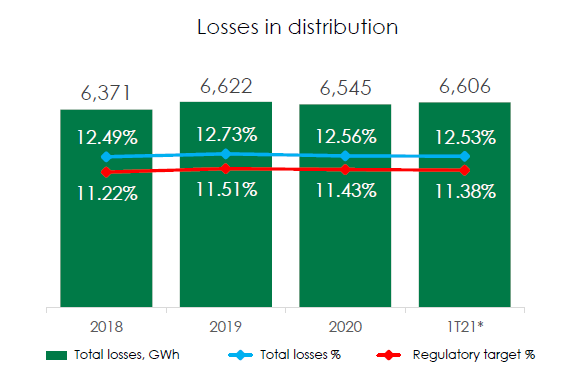 Losses in distribution
6,371 6,622 6,545 6,606
12.49% 12.73% 12.56% 12.53%
11.22% 11.51% 11.43% 11.38%
2018 2019 2020 1T21*
Total losses, GWh Total losses % Regulatory target %